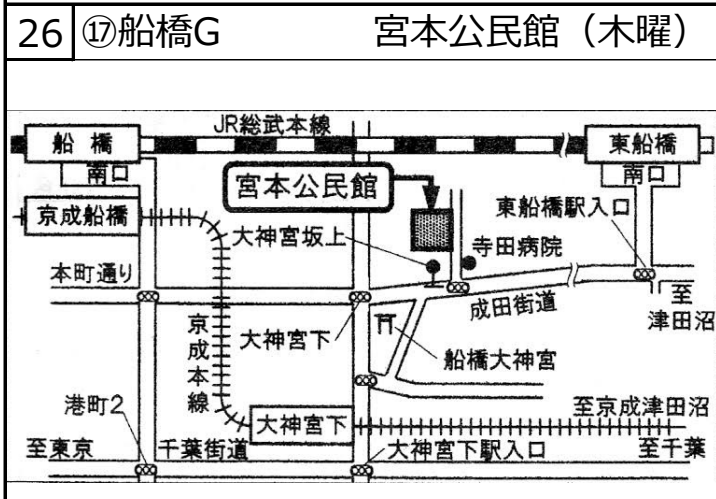 26 ⑰船橋G 宮本公民館（木曜）
JR総武本線
船橋
東船橋
南口
南口
宮本公民館
京成船橋
東船橋駅入口
大神宮坂上
寺田病院
本町通り
成田街道
至
津田沼
京成本線
大神宮下
船橋大神宮
港町2
大神宮下
至京成津田沼
至東京
千葉街道
大神宮下駅入口
至千葉